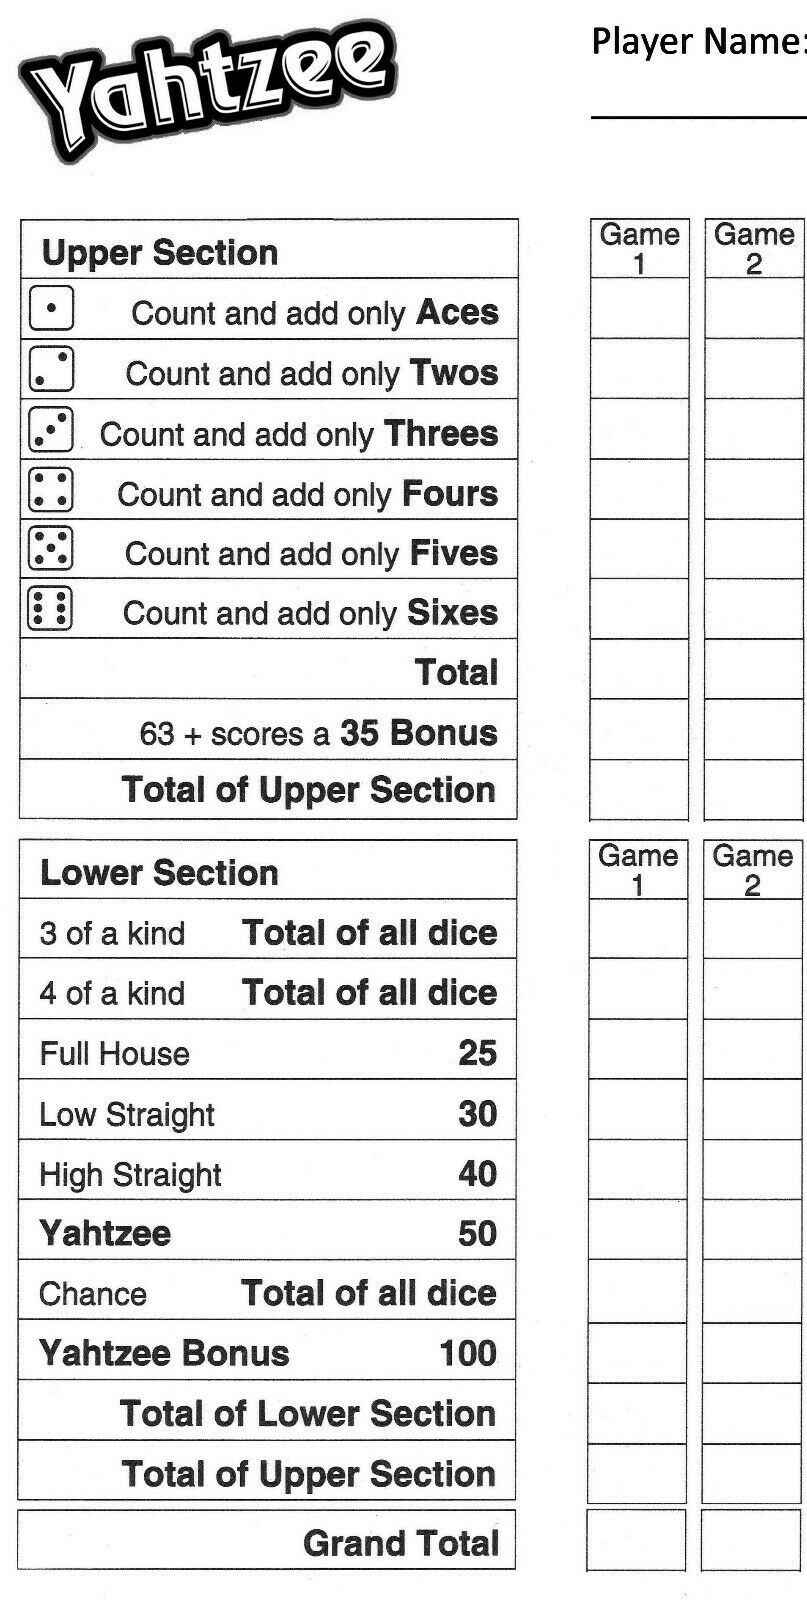 Yahtzee
Player Name:
Upper Section
Game 1
Game 2
Count and add only Aces
Count and add only Twos
Count and add only Threes
Count and add only Fours
Count and add only Fives
Count and add only Sixes
Total
63 + scores a 35 Bonus
Total of Upper Section
Lower Section
Game 1
Game 2
3 of a kind Total of all dice
4 of a kind Total of all dice
Full House 25
Low Straight 30
High Straight 40
Yahtzee 50
Chance Total of all dice
Yahtzee Bonus 100
Total of Lower Section
Total of Upper Section
Grand Total